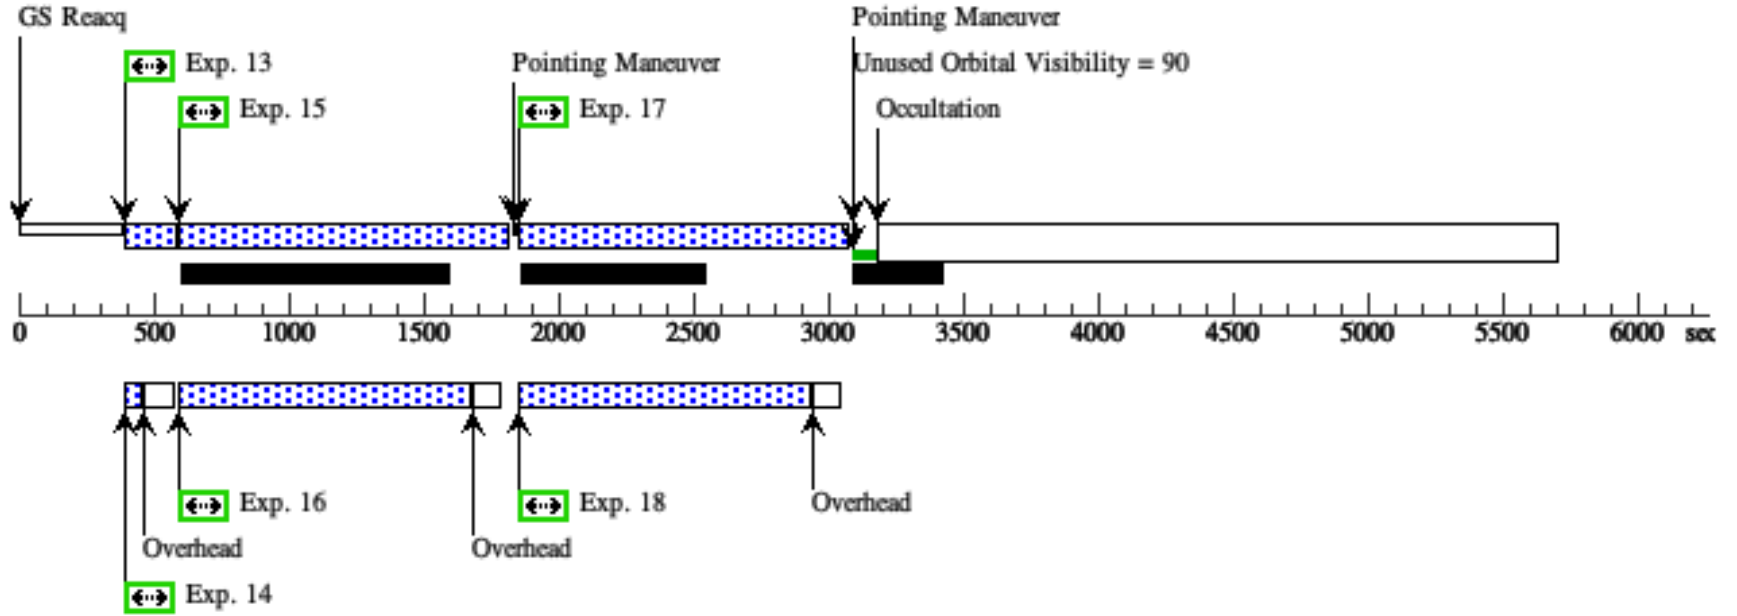 GS Reacq
Pointing Maneuver
Exp. 13
Pointing Maneuver
Unused Orbital Visibility = 90
Exp. 15
Exp. 17
Occultation
0 500 1000 1500 2000 2500 3000 3500 4000 4500 5000 5500 6000 sec
Exp. 16
Exp. 18
Overhead
Overhead
Overhead
Exp. 14